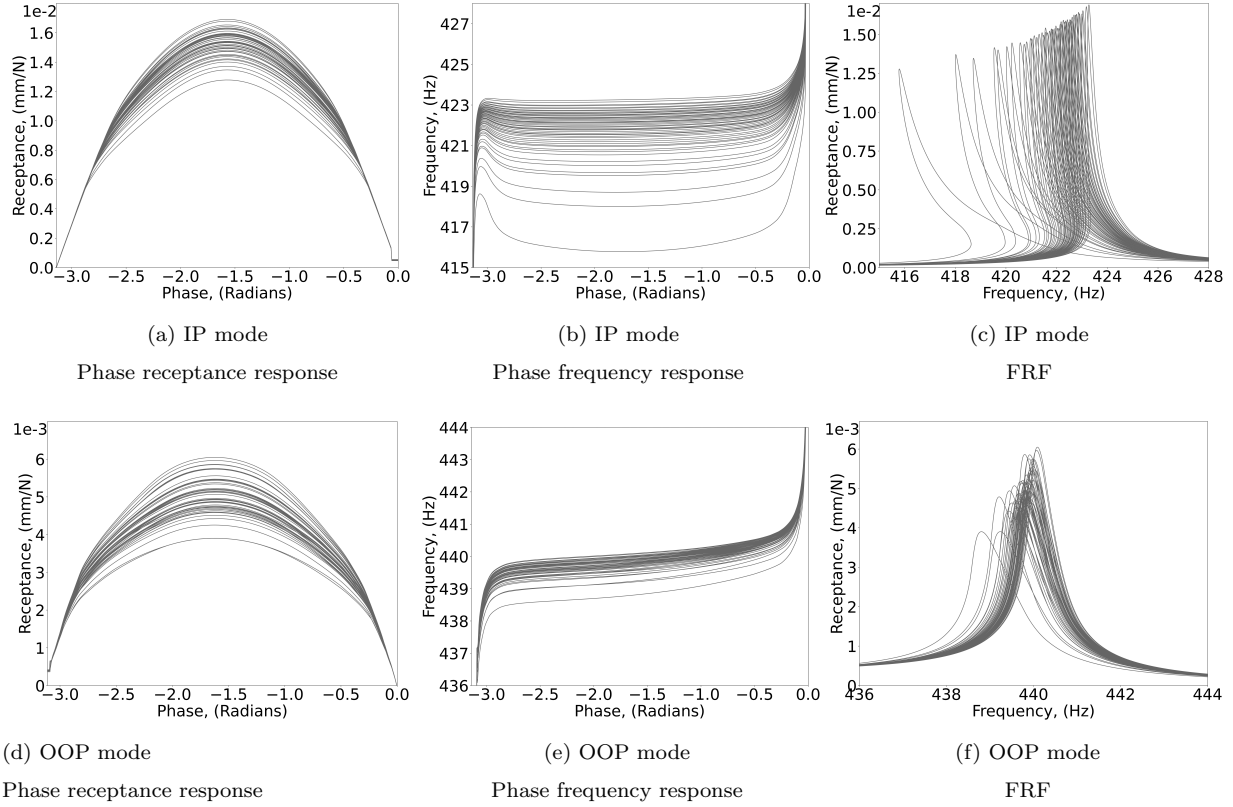 1e-2
1.6
1.4
1.2
1.0
0.8
0.6
0.4
0.2
0.0
Receptance, (mm/N)
−3.0 −2.5 −2.0 −1.5 −1.0 −0.5 0.0
Phase, (Radians)
(a) IP mode
Phase receptance response
427
425
423
421
419
417
415
Frequency, (Hz)
−3.0 −2.5 −2.0 −1.5 −1.0 −0.5 0.0
Phase, (Radians)
(b) IP mode
Phase frequency response
1e-2
1.50
1.25
1.00
0.75
0.50
0.25
0.00
Receptance, (mm/N)
416 418 420 422 424 426 428
Frequency, (Hz)
(c) IP mode
FRF
1e-3
6
5
4
3
2
1
0
Receptance, (mm/N)
−3.0 −2.5 −2.0 −1.5 −1.0 −0.5 0.0
Phase, (Radians)
(d) OOP mode
Phase receptance response
444
443
442
441
440
439
438
437
436
Frequency, (Hz)
−3.0 −2.5 −2.0 −1.5 −1.0 −0.5 0.0
Phase, (Radians)
(e) OOP mode
Phase frequency response
1e-3
6
5
4
3
2
1
0
Receptance, (mm/N)
436 438 440 442 444
Frequency, (Hz)
(f) OOP mode
FRF